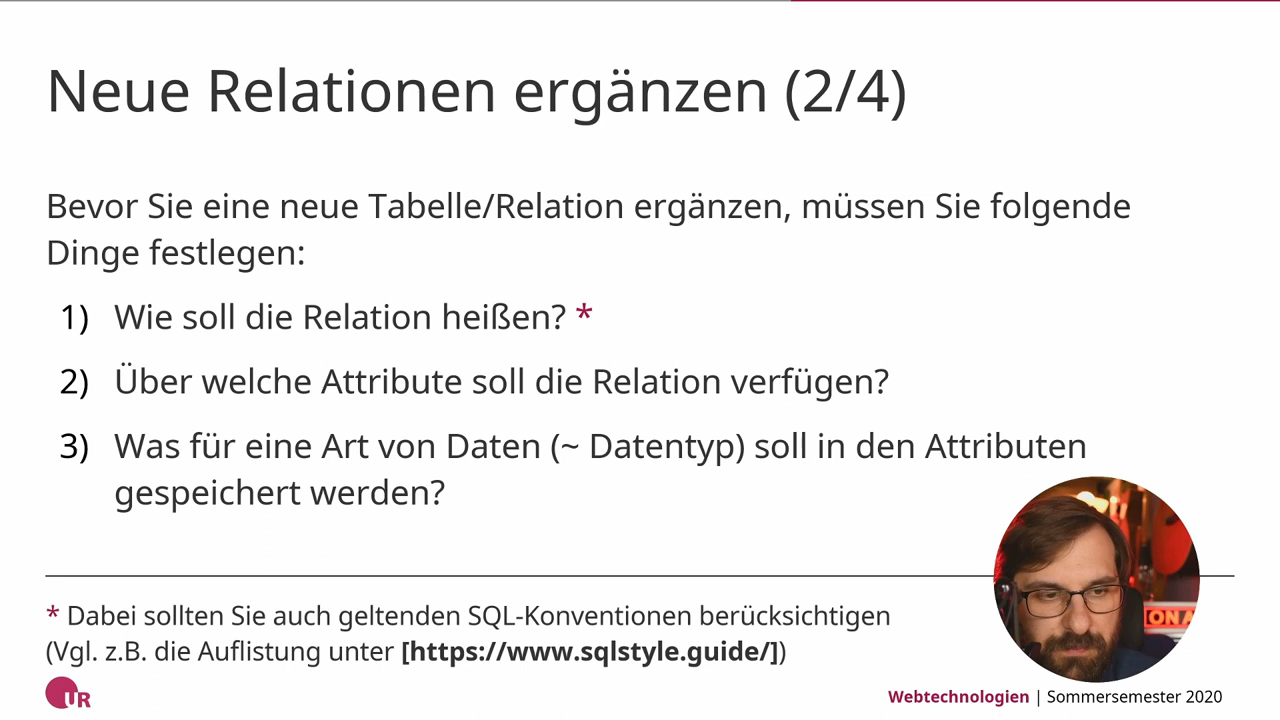 Neue Relationen ergänzen (2/4)
Bevor Sie eine neue Tabelle/Relation ergänzen, müssen Sie folgende
Dinge festlegen:
1) Wie soll die Relation heißen? *
2) Über welche Attribute soll die Relation verfügen?
3) Was für eine Art von Daten (~ Datentyp) soll in den Attributen
gespeichert werden?
* Dabei sollten Sie auch geltenden SQL-Konventionen berücksichtigen
(Vgl. z.B. die Auflistung unter [https://www.sqlstyle.guide/])
UR
Webtechnologien | Sommersemester 2020